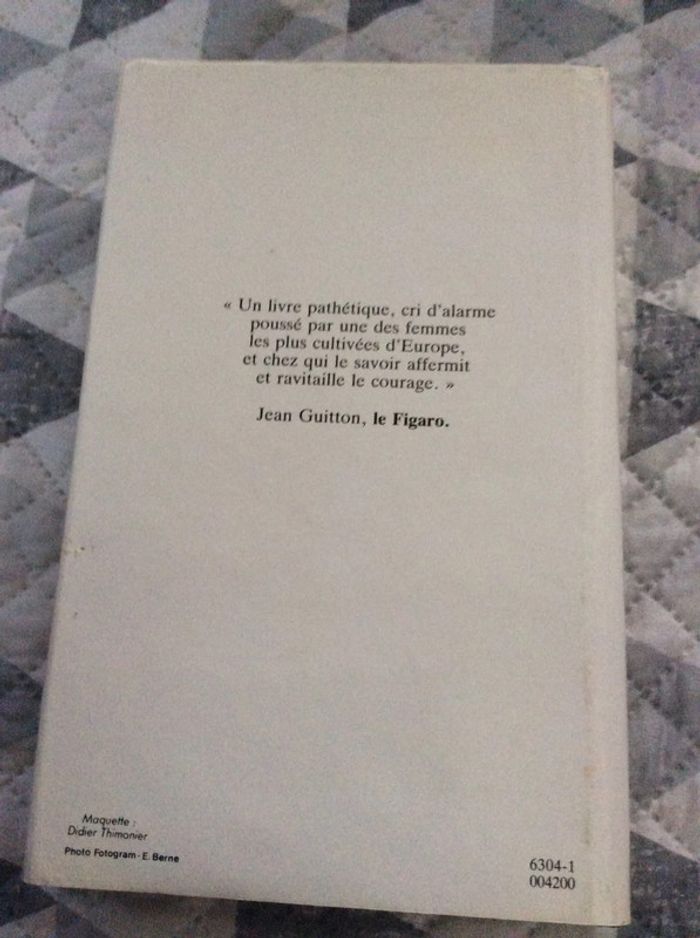 « Un livre pathétique, cri d'alarme
poussé par une des femmes
les plus cultivées d'Europe,
et chez qui le savoir affermit
et ravitaille le courage. »
Jean Guitton, le Figaro.
Maquette :
Didier Thimonier
Photo Fotogram - E. Berne
6304-1
004200